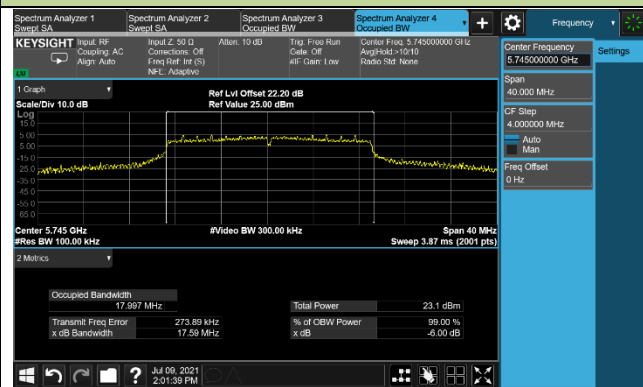 Spectrum Analyzer 1
Swept SA
Spectrum Analyzer 2
Swept SA
Spectrum Analyzer 3
Occupied BW
Spectrum Analyzer 4
Occupied BW
+
Frequency
KEYSIGHT
Input: RF
Coupling: AC
Align: Auto
Input Z: 50 Ω
Corrections: Off
Freq Ref: Int (S)
NFE: Adaptive
Atten: 10 dB
Trig: Free Run
Gate: Off
#IF Gain: Low
Center Freq: 5.745000000 GHz
Avg|Hold:>10/10
Radio Std: None
LXI
Center Frequency
5.745000000 GHz
Settings
Span
40.000 MHz
CF Step
4.000000 MHz
Auto
Man
Freq Offset
0 Hz
1 Graph
Scale/Div 10.0 dB
Ref Lvl Offset 22.20 dB
Ref Value 25.00 dBm
Log
15.0
5.00
-5.00
-15.0
-25.0
-35.0
-45.0
-55.0
-65.0
Center 5.745 GHz
#Video BW 300.00 kHz
Span 40 MHz
#Res BW 100.00 kHz
Sweep 3.87 ms (2001 pts)
2 Metrics
Occupied Bandwidth
17.997 MHz
Total Power 23.1 dBm
Transmit Freq Error 273.89 kHz
% of OBW Power 99.00 %
x dB Bandwidth 17.59 MHz
x dB -6.00 dB
?
Jul 09, 2021
2:01:39 PM